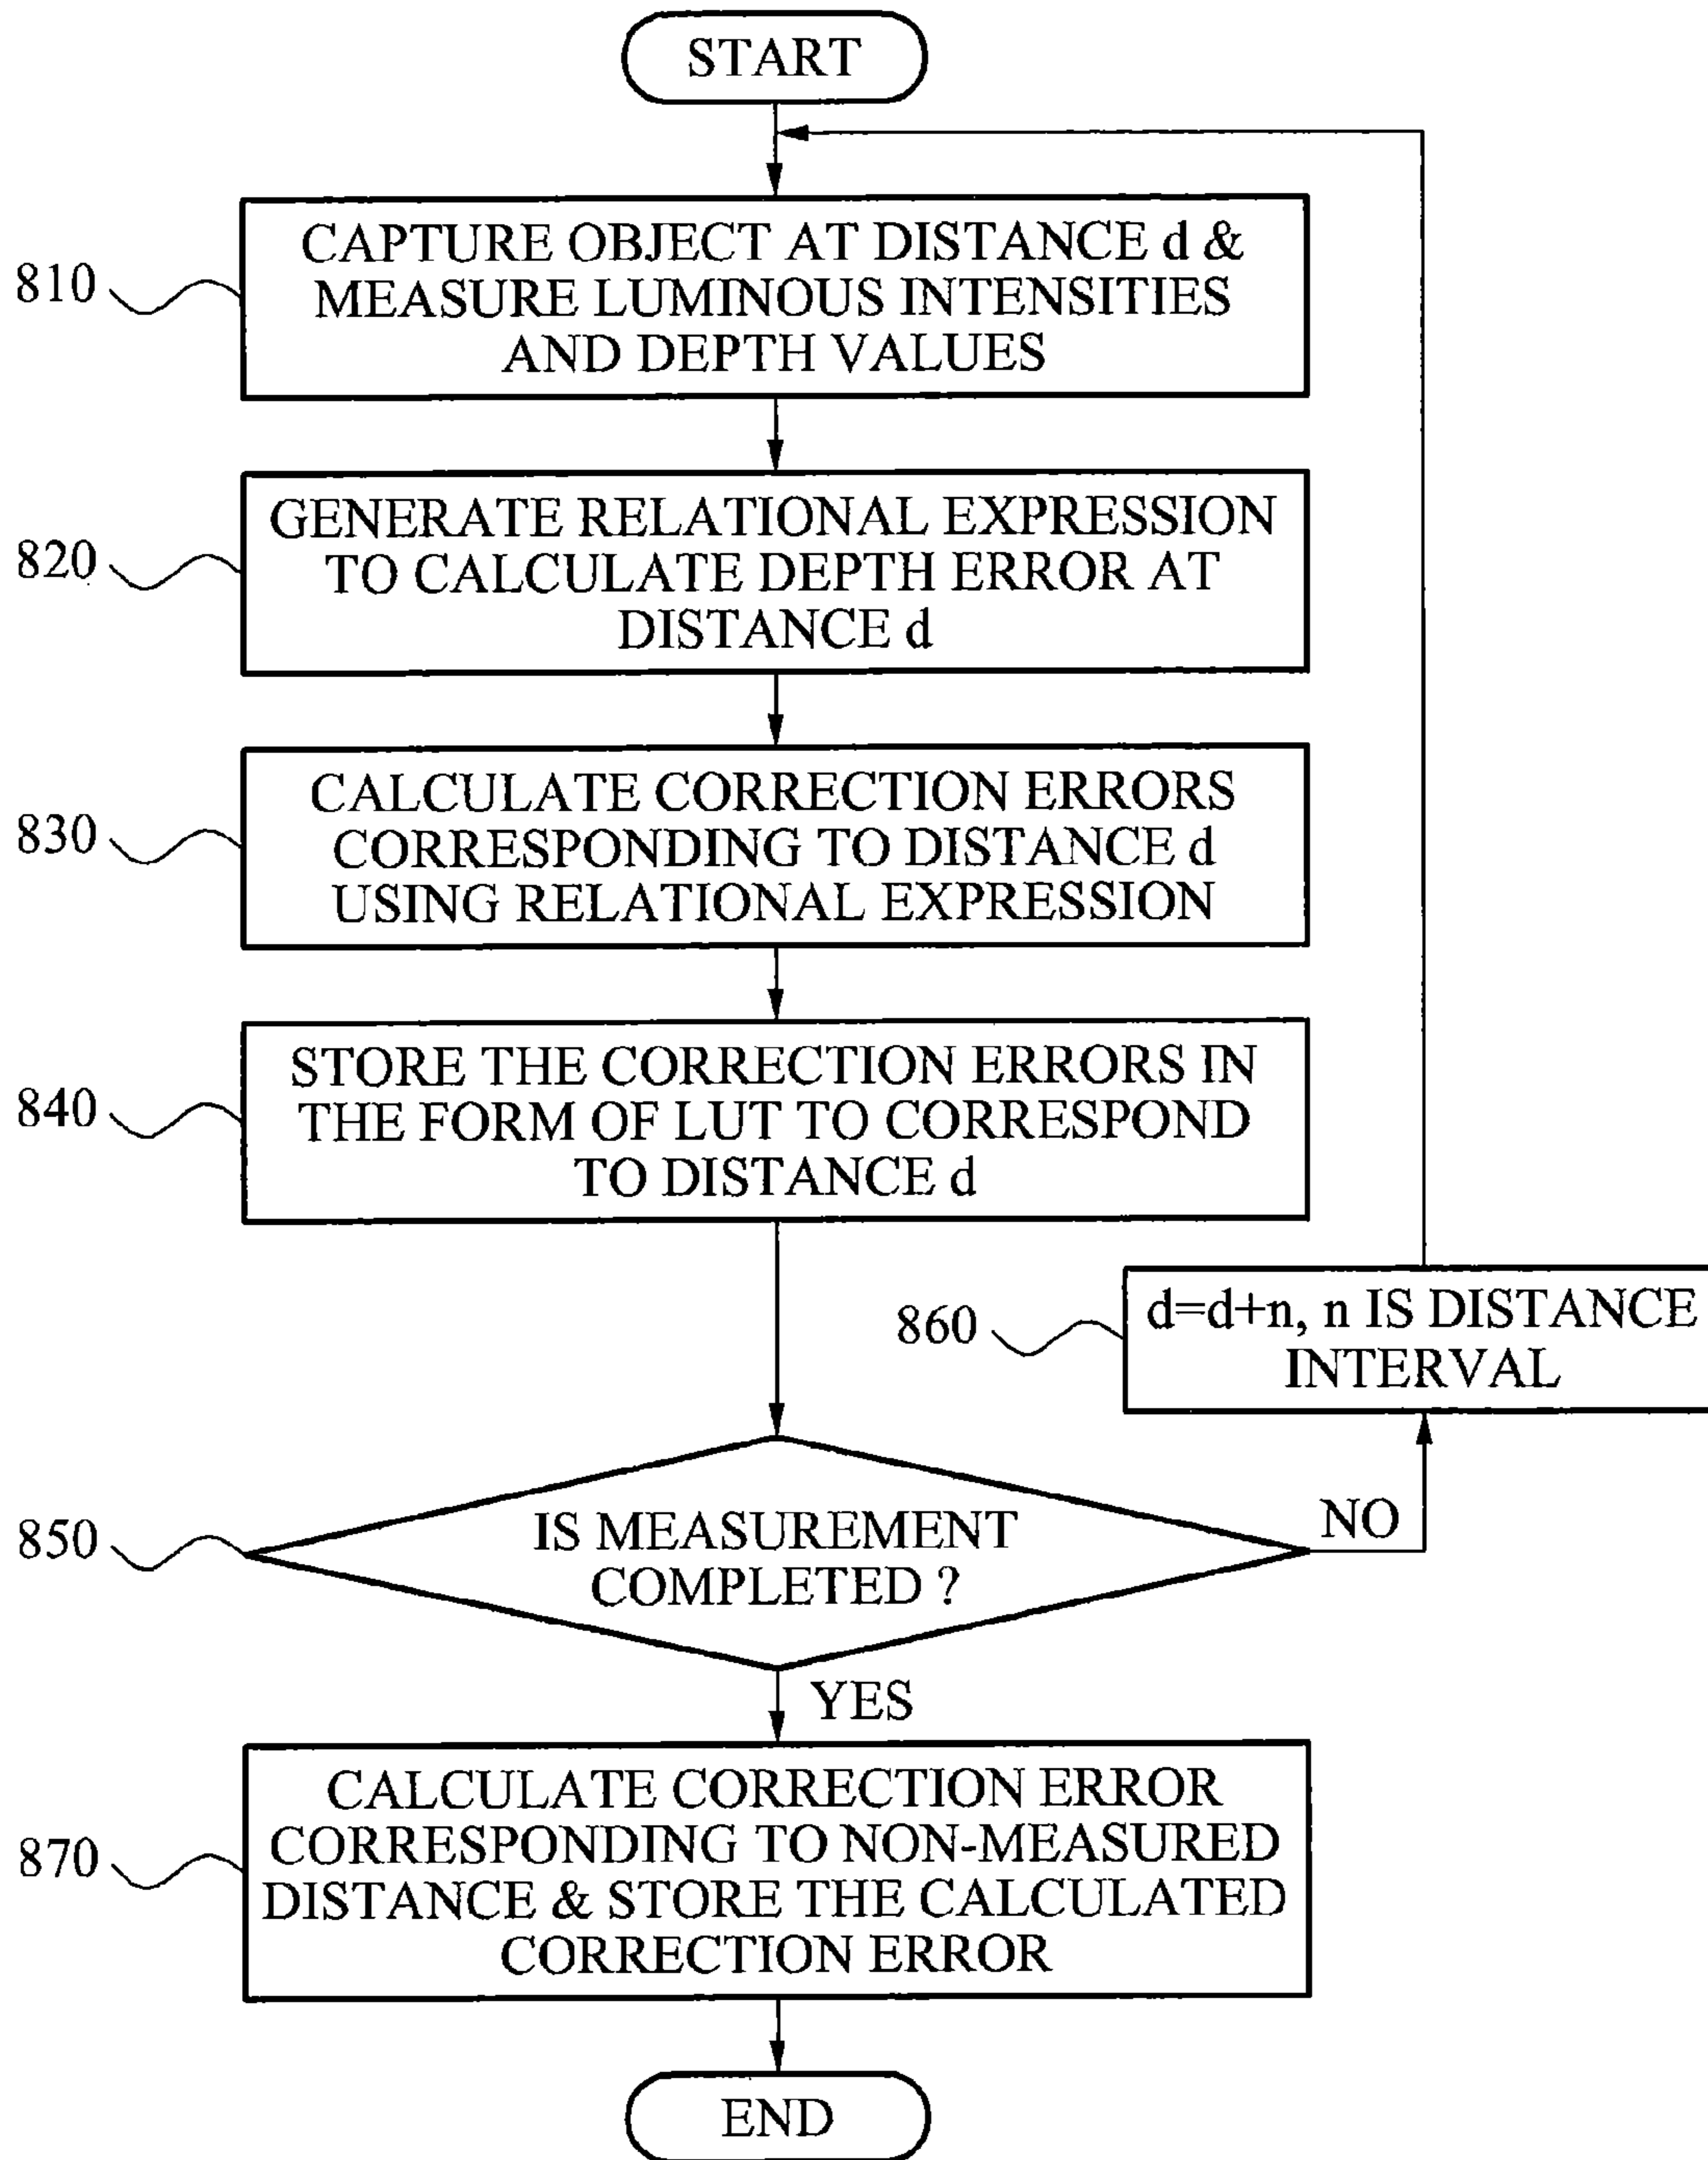 START
810
CAPTURE OBJECT AT DISTANCE d &
MEASURE LUMINOUS INTENSITIES
AND DEPTH VALUES
820
GENERATE RELATIONAL EXPRESSION
TO CALCULATE DEPTH ERROR AT
DISTANCE d
830
CALCULATE CORRECTION ERRORS
CORRESPONDING TO DISTANCE d
USING RELATIONAL EXPRESSION
840
STORE THE CORRECTION ERRORS IN
THE FORM OF LUT TO CORRESPOND
TO DISTANCE d
860
d=d+n, n IS DISTANCE
INTERVAL
850
IS MEASUREMENT
COMPLETED ?
NO
YES
870
CALCULATE CORRECTION ERROR
CORRESPONDING TO NON-MEASURED
DISTANCE & STORE THE CALCULATED
CORRECTION ERROR
END